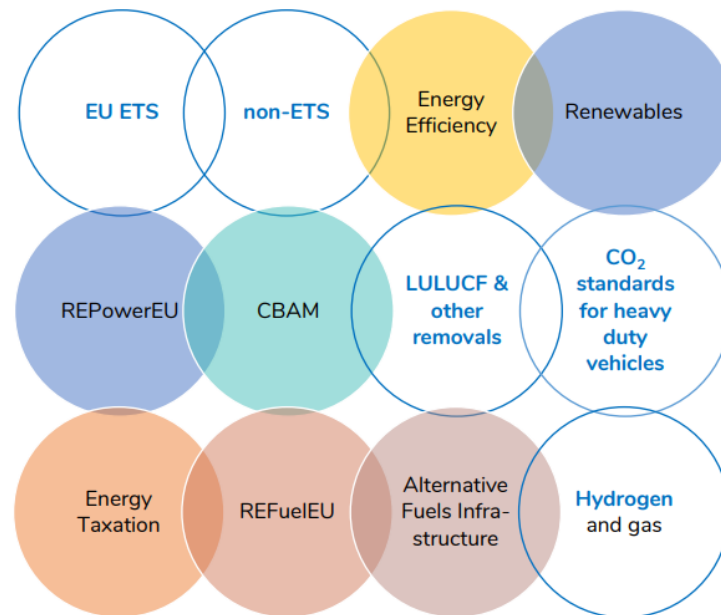 EU ETS
non-ETS
Energy
Efficiency
Renewables
REPowerEU
CBAM
LULUCF &
other
removals
CO₂
standards
for heavy
duty
vehicles
Energy
Taxation
REFuelEU
Alternative
Fuels Infra-
structure
Hydrogen
and gas